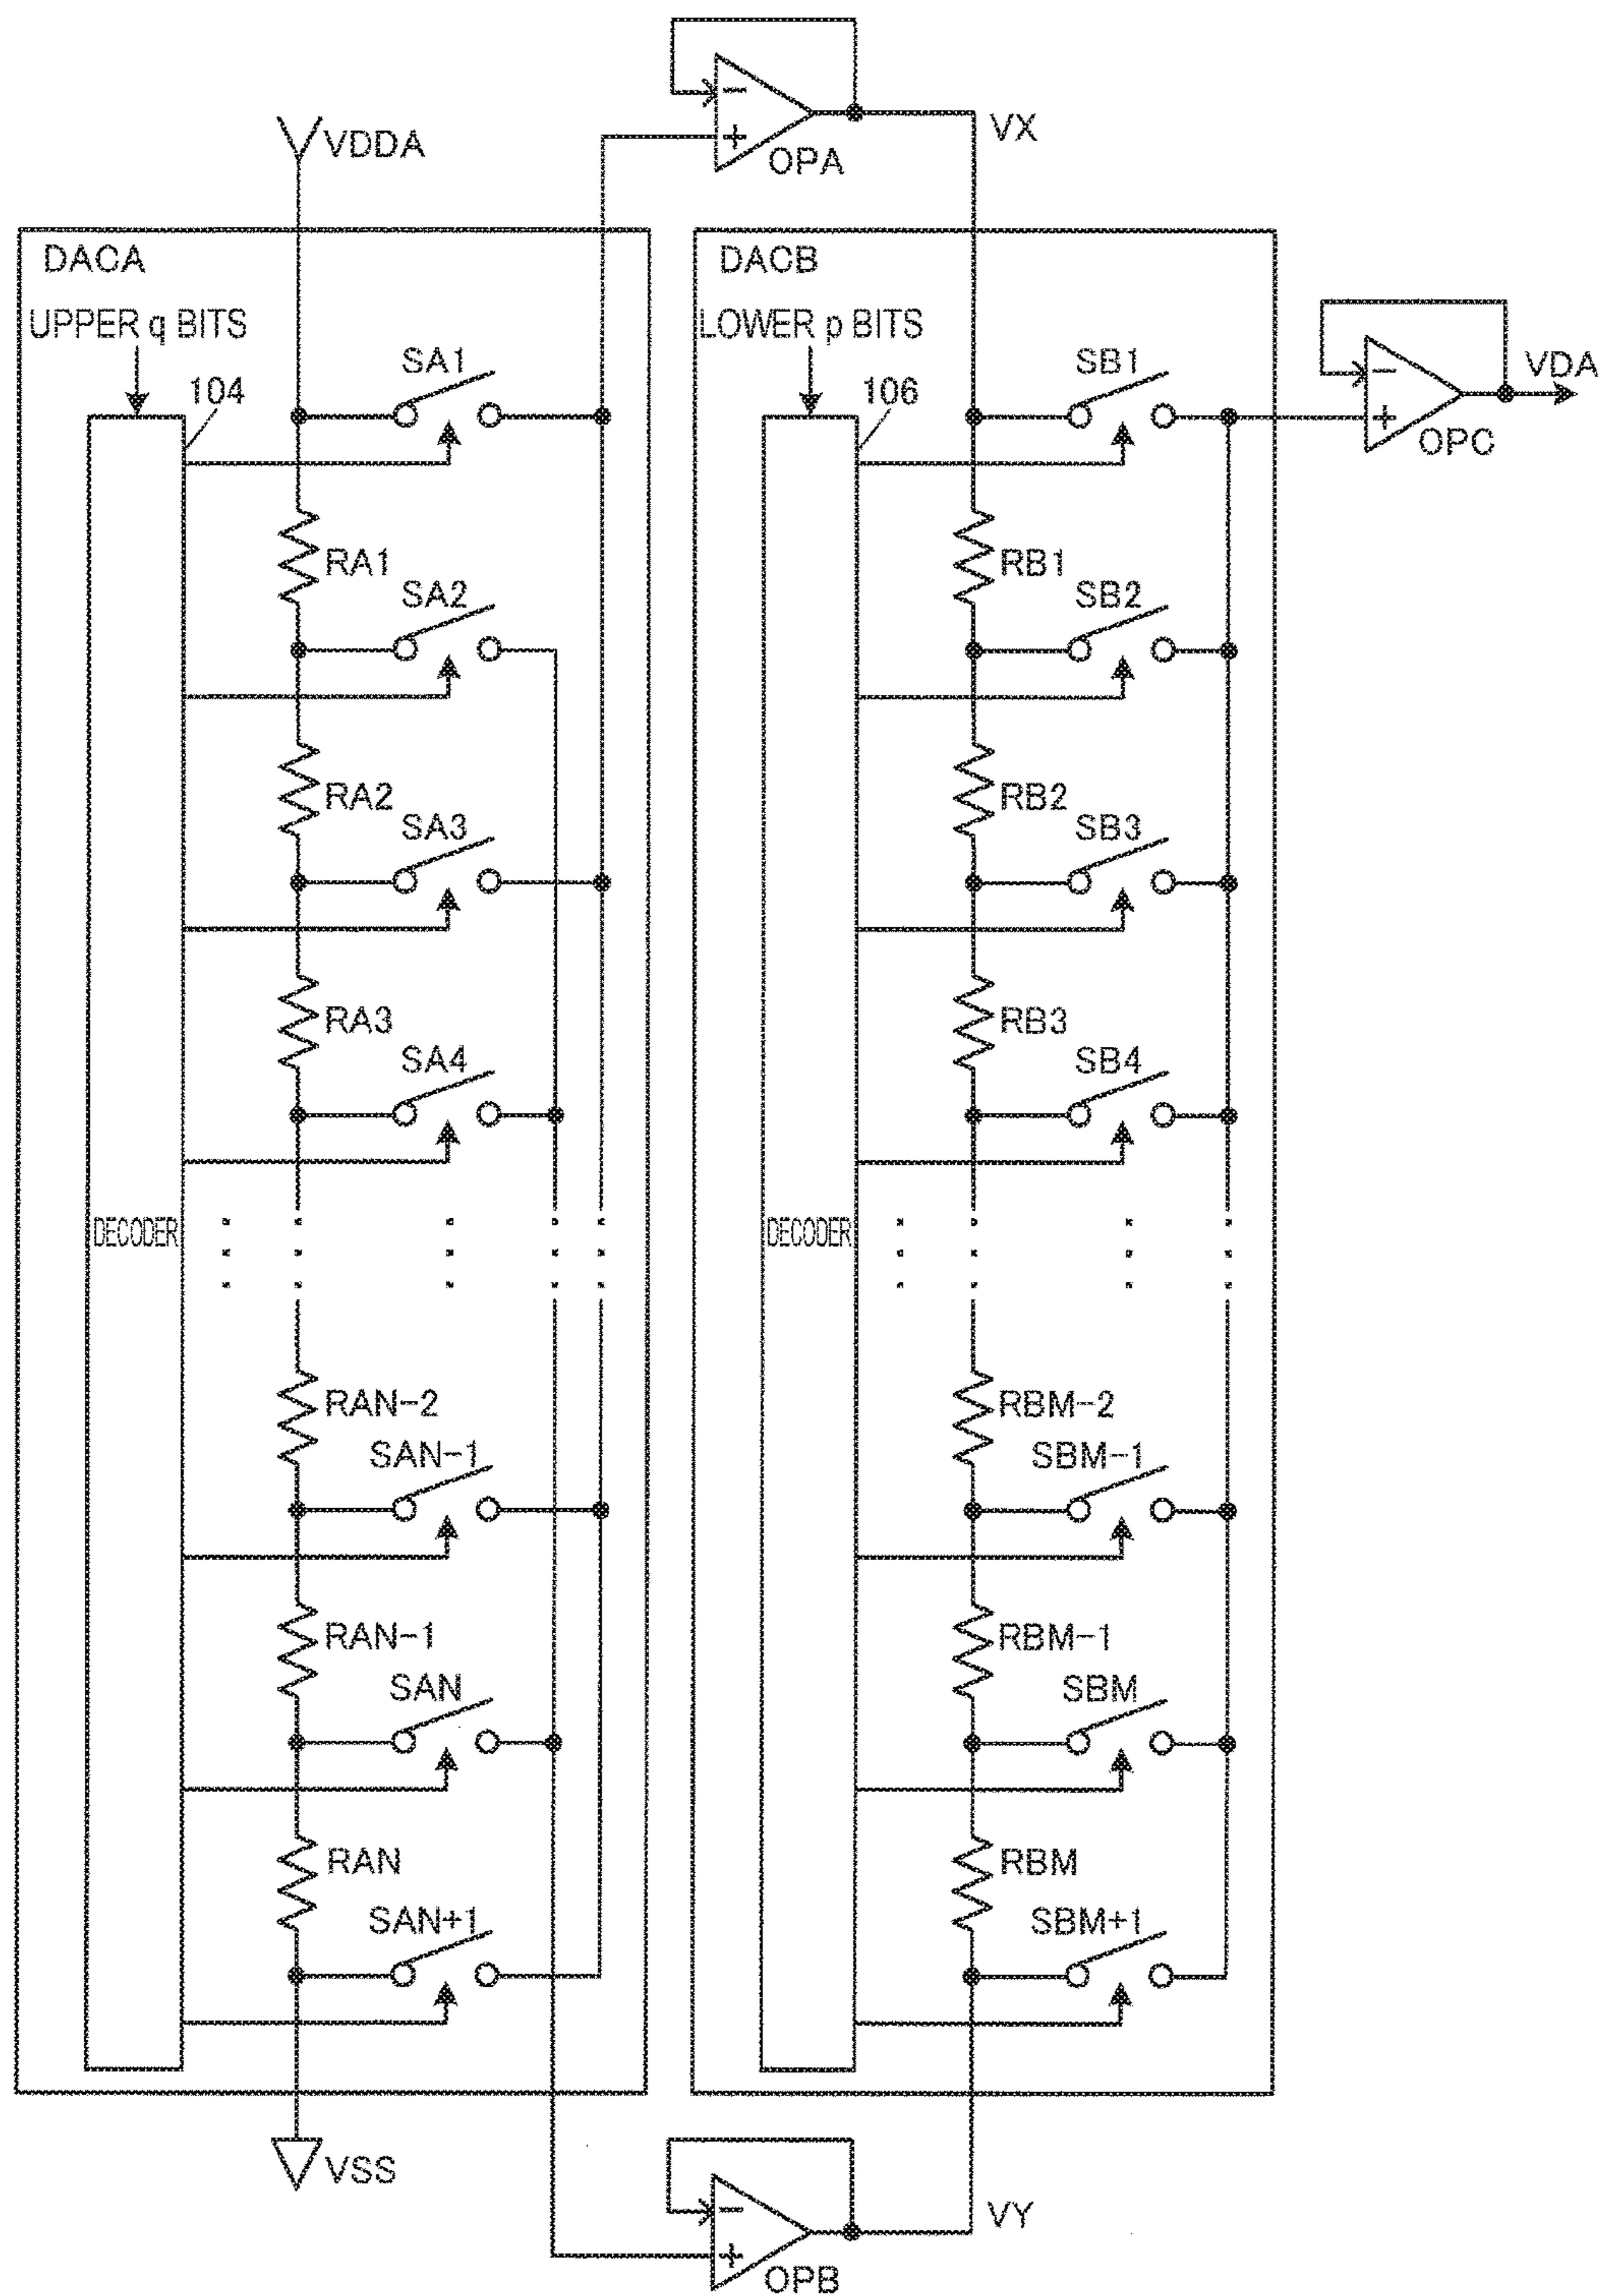 VDDA
−
+
OPA
VX
DACA
UPPER q BITS
104
SA1
RA1
SA2
RA2
SA3
RA3
SA4
DECODER
RAN-2
SAN-1
RAN-1
SAN
RAN
SAN+1
VSS
DACB
LOWER p BITS
106
SB1
RB1
SB2
RB2
SB3
RB3
SB4
DECODER
RBM-2
SBM-1
RBM-1
SBM
RBM
SBM+1
−
+
OPC
VDA
−
+
OPB
VY